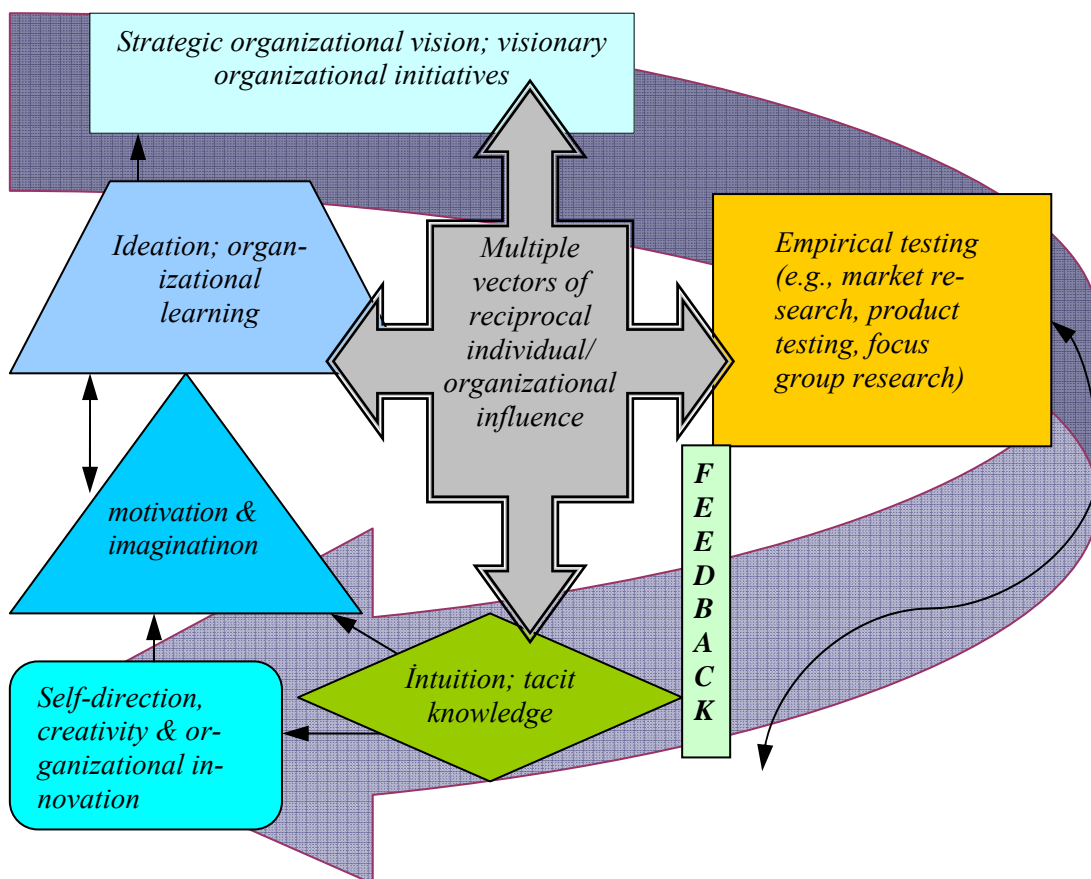 Strategic organizational vision; visionary
organizational initiatives
Ideation; organ-
izational
learning
Multiple
vectors of
reciprocal
individual/
organizational
influence
Empirical testing
(e.g., market re-
search, product
testing, focus
group research)
motivation &
imaginatinon
F
E
E
D
B
A
C
K
Self-direction,
creativity & or-
ganizational in-
novation
İntuition; tacit
knowledge